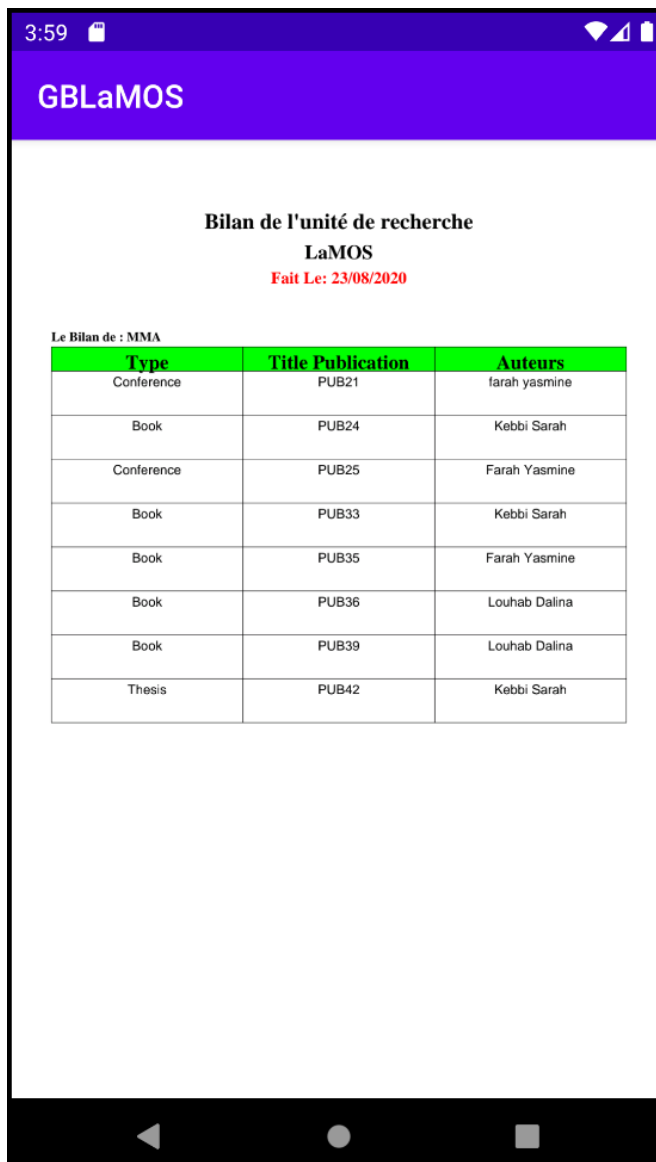 3:59
GBLaMOS
Bilan de l'unité de recherche
LaMOS
Fait Le: 23/08/2020
Le Bilan de : MMA
Type Title Publication Auteurs
Conference PUB21 farah yasmine
Book PUB24 Kebbi Sarah
Conference PUB25 Farah Yasmine
Book PUB33 Kebbi Sarah
Book PUB35 Farah Yasmine
Book PUB36 Louhab Dalina
Book PUB39 Louhab Dalina
Thesis PUB42 Kebbi Sarah